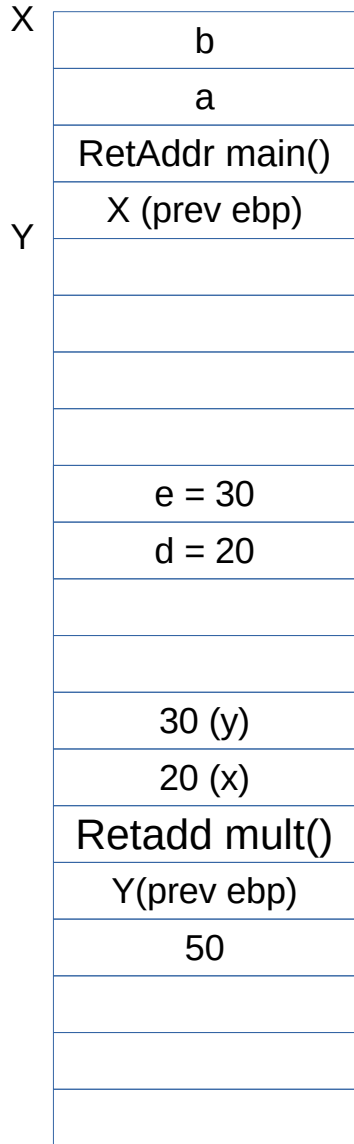 X
b
a
RetAddr main()
X (prev ebp)
Y
e = 30
d = 20
30 (y)
20 (x)
Retadd mult()
Y(prev ebp)
50